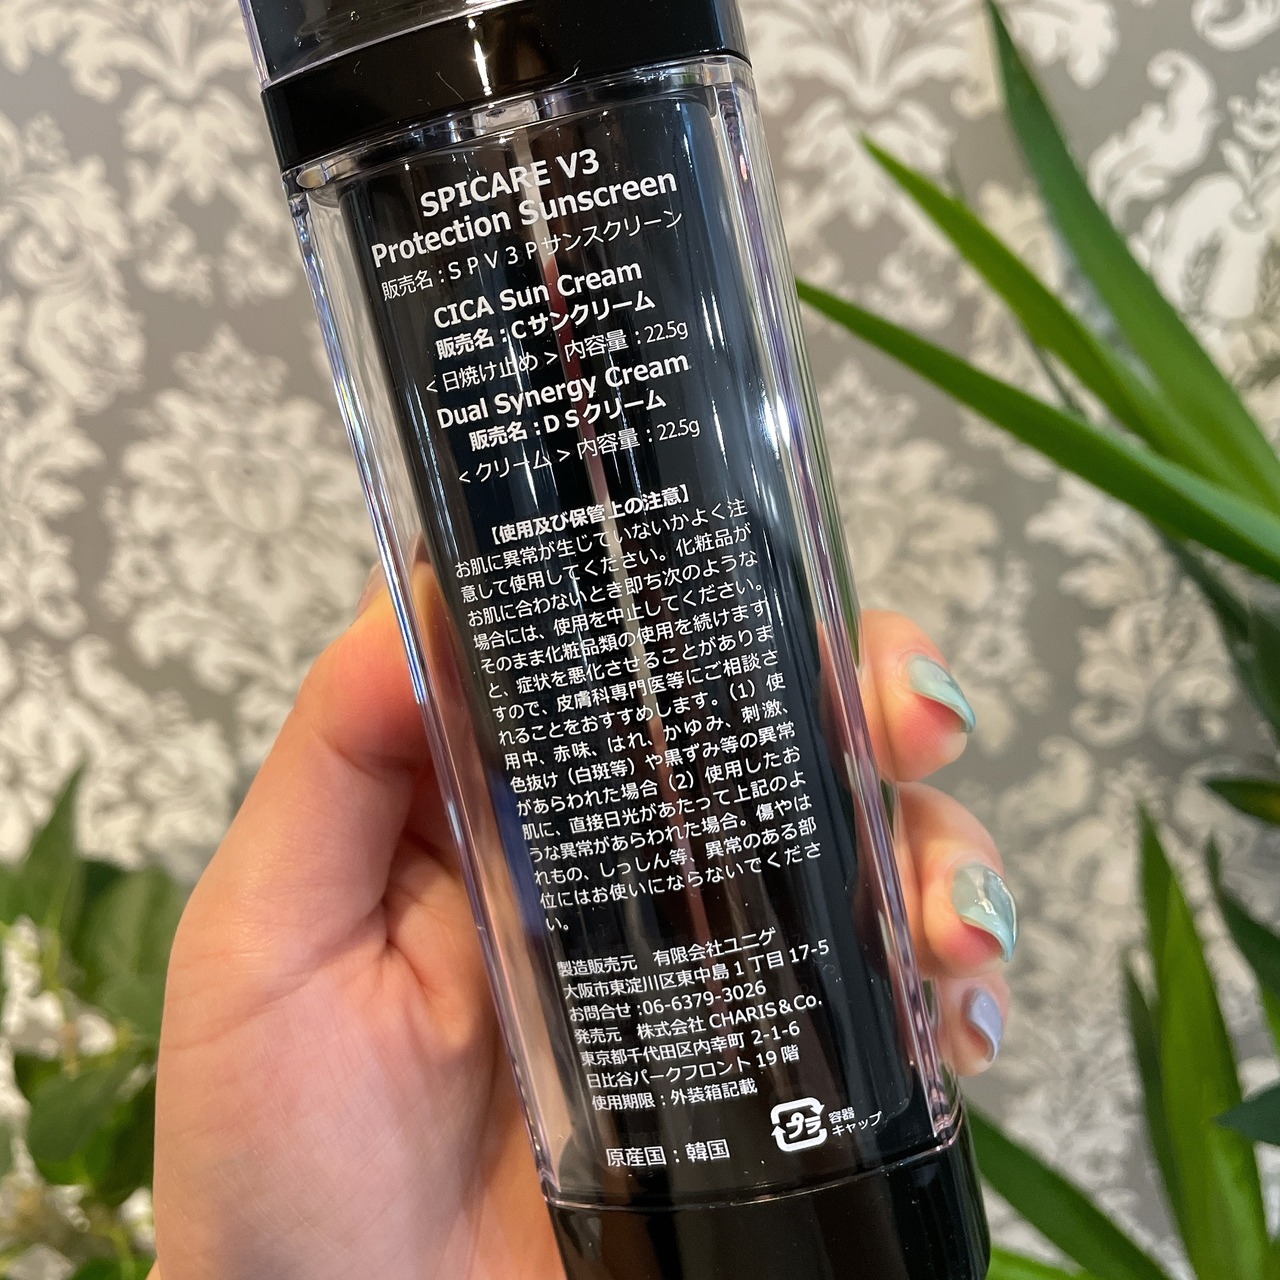 SPICARE V3
Protection Sunscreen
販売名:ＳＰＶ３Ｐサンスクリーン
CICA Sun Cream
販売名:Ｃサンクリーム
<日焼け止め> 内容量:22.5g
Dual Synergy Cream
販売名:ＤＳクリーム
<クリーム> 内容量:22.5g
【使用及び保管上の注意】
お肌に異常が生じていないかよく注
意して使用してください。化粧品が
お肌に合わないとき即ち次のような
場合には、使用を中止してください。
そのまま化粧品類の使用を続けます
と、症状を悪化させることがありま
すので、皮膚科専門医等にご相談さ
れることをおすすめします。（1）使
用中、赤味、はれ、かゆみ、刺激、
色抜け（白斑等）や黒ずみ等の異常
があらわれた場合（2）使用したお
肌に、直接日光があたって上記のよ
うな異常があらわれた場合。傷やは
れもの、しっしん等、異常のある部
位にはお使いにならないでくださ
い。
製造販売元　有限会社ユニゲ
大阪市東淀川区東中島１丁目 17-5
お問合せ:06-6379-3026
発売元　株式会社 CHARIS＆Co.
東京都千代田区内幸町 2-1-6
日比谷パークフロント 19 階
使用期限:外装箱記載
プラ
容器
キャップ
原産国:韓国